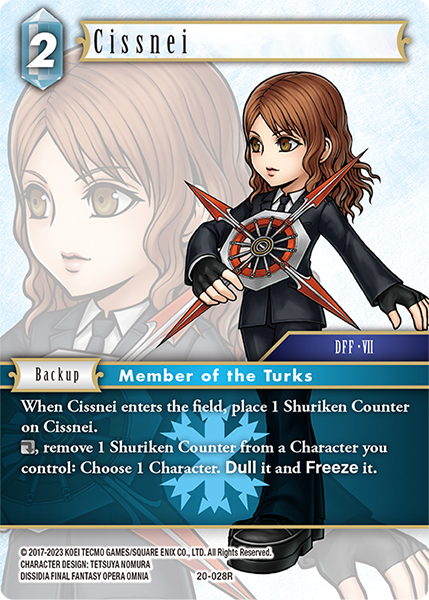 2
Cissnei
DFF・VII
Backup
Member of the Turks
When Cissnei enters the field, place 1 Shuriken Counter
on Cissnei.
, remove 1 Shuriken Counter from a Character you
control: Choose 1 Character. Dull it and Freeze it.
© 2017-2023 KOEI TECMO GAMES/SQUARE ENIX CO., LTD. All Rights Reserved.
CHARACTER DESIGN: TETSUYA NOMURA
DISSIDIA FINAL FANTASY OPERA OMNIA
20-028R